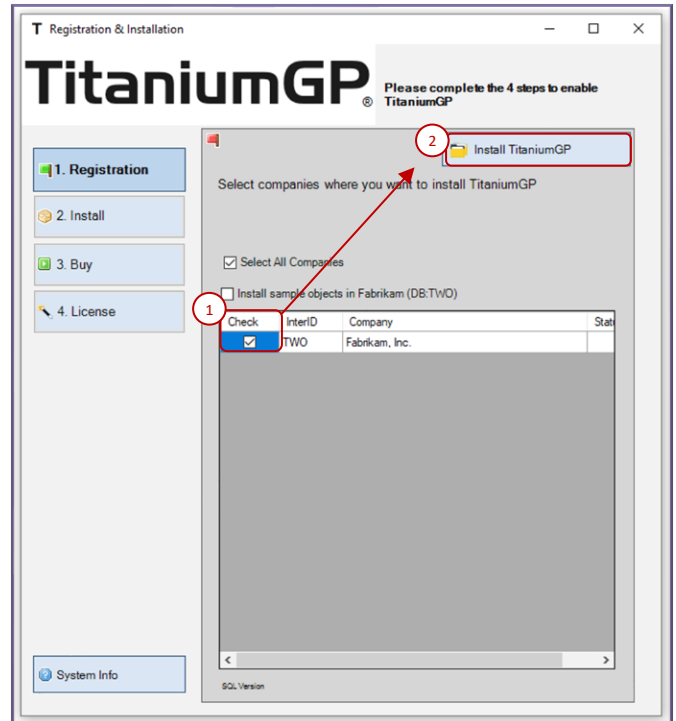 T Registration & Installation
TitaniumGP®
Please complete the 4 steps to enable
TitaniumGP
1. Registration
2. Install
3. Buy
4. License
System Info
2
Install TitaniumGP
Select companies where you want to install TitaniumGP
Select All Companies
Install sample objects in Fabrikam (DB:TWO)
1
Check InterID Company Stati
TWO Fabrikam, Inc.
SQL Version